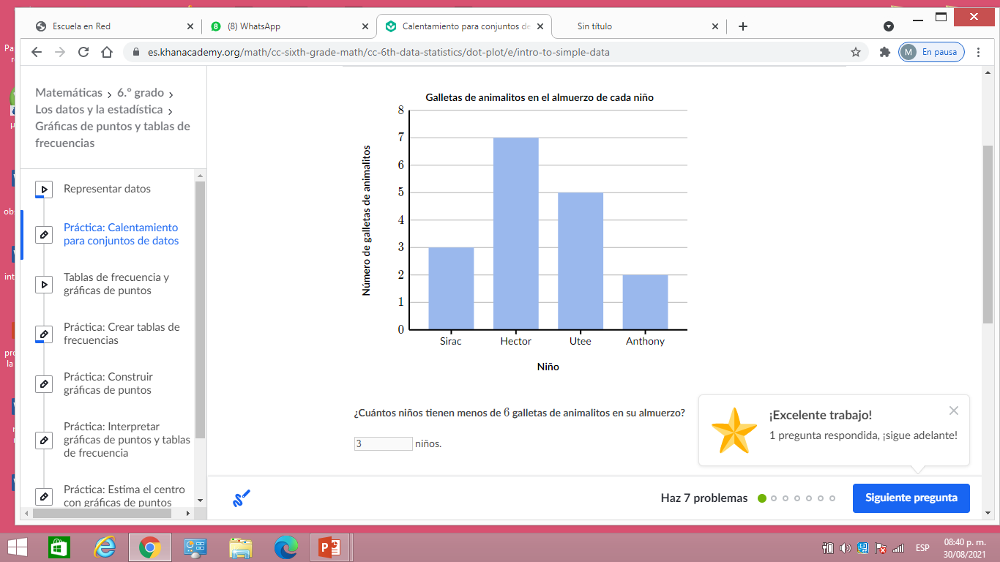 Escuela en Red
(8) WhatsApp
Calentamiento para conjuntos de
Sin título
es.khanacademy.org/math/cc-sixth-grade-math/cc-6th-data-statistics/dot-plot/e/intro-to-simple-data
M En pausa
Matemáticas › 6.º grado ›
Los datos y la estadística ›
Gráficas de puntos y tablas de
frecuencias
Representar datos
Práctica: Calentamiento
para conjuntos de datos
Tablas de frecuencia y
gráficas de puntos
Práctica: Crear tablas de
frecuencias
Práctica: Construir
gráficas de puntos
Práctica: Interpretar
gráficas de puntos y tablas
de frecuencia
Práctica: Estima el centro
con gráficas de puntos
Galletas de animalitos en el almuerzo de cada niño
Número de galletas de animalitos
8
7
6
5
4
3
2
1
0
Sirac Hector Utee Anthony
Niño
¿Cuántos niños tienen menos de 6 galletas de animalitos en su almuerzo?
3 niños.
¡Excelente trabajo!
1 pregunta respondida, ¡sigue adelante!
Haz 7 problemas
Siguiente pregunta
ESP
08:40 p. m.
30/08/2021